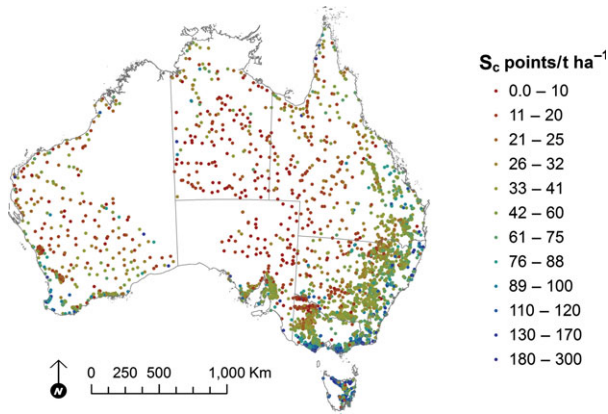 S_c points/t ha⁻¹
0.0 – 10
11 – 20
21 – 25
26 – 32
33 – 41
42 – 60
61 – 75
76 – 88
89 – 100
110 – 120
130 – 170
180 – 300
N
0 250 500 1,000 Km